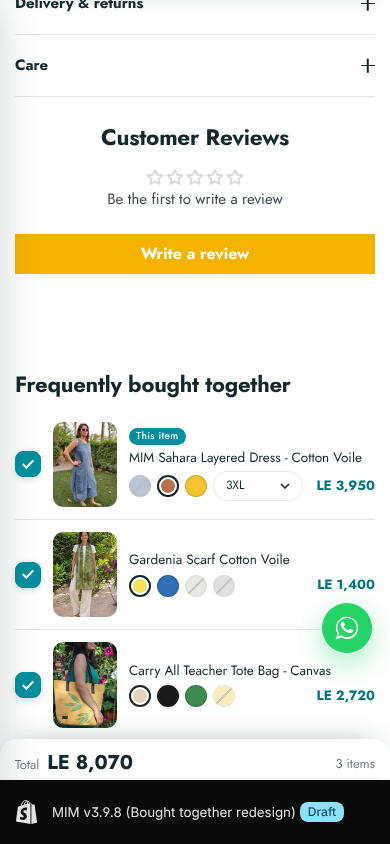 Delivery & returns
Care
Customer Reviews
Be the first to write a review
Write a review
Frequently bought together
This item
MIM Sahara Layered Dress - Cotton Voile
3XL
LE 3,950
Gardenia Scarf Cotton Voile
LE 1,400
Carry All Teacher Tote Bag - Canvas
LE 2,720
Total LE 8,070
3 items
MIM v3.9.8 (Bought together redesign) Draft